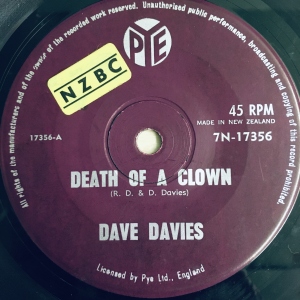 All rights of the manufacturers and of the owner of the recorded work reserved. Unauthorised public performance, broadcasting and copying of this record prohibited
PYE
NZBC
45 RPM
MADE IN NEW ZEALAND
17356-A
7N-17356
DEATH OF A CLOWN
(R. D. & D. Davies)
DAVE DAVIES
Licensed by Pye Ltd., England